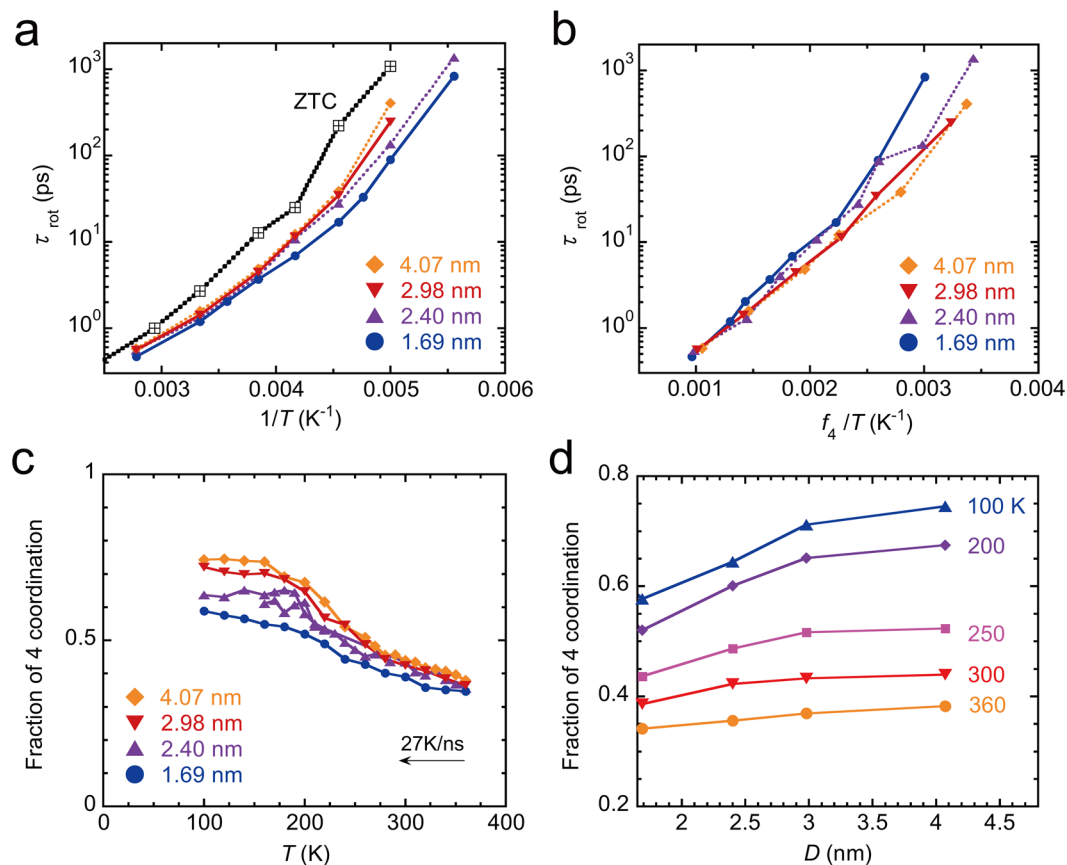 a
τ rot (ps)
10³
10²
10¹
10⁰
ZTC
4.07 nm
2.98 nm
2.40 nm
1.69 nm
0.003
0.004
0.005
0.006
1/T (K⁻¹)
b
τ rot (ps)
10³
10²
10¹
10⁰
4.07 nm
2.98 nm
2.40 nm
1.69 nm
0.001
0.002
0.003
0.004
f₄ /T (K⁻¹)
c
Fraction of 4 coordination
1
0.5
0
4.07 nm
2.98 nm
2.40 nm
1.69 nm
27K/ns
0
100
200
300
400
T (K)
d
Fraction of 4 coordination
0.8
0.6
0.4
0.2
100 K
200
250
300
360
2
2.5
3
3.5
4
4.5
D (nm)